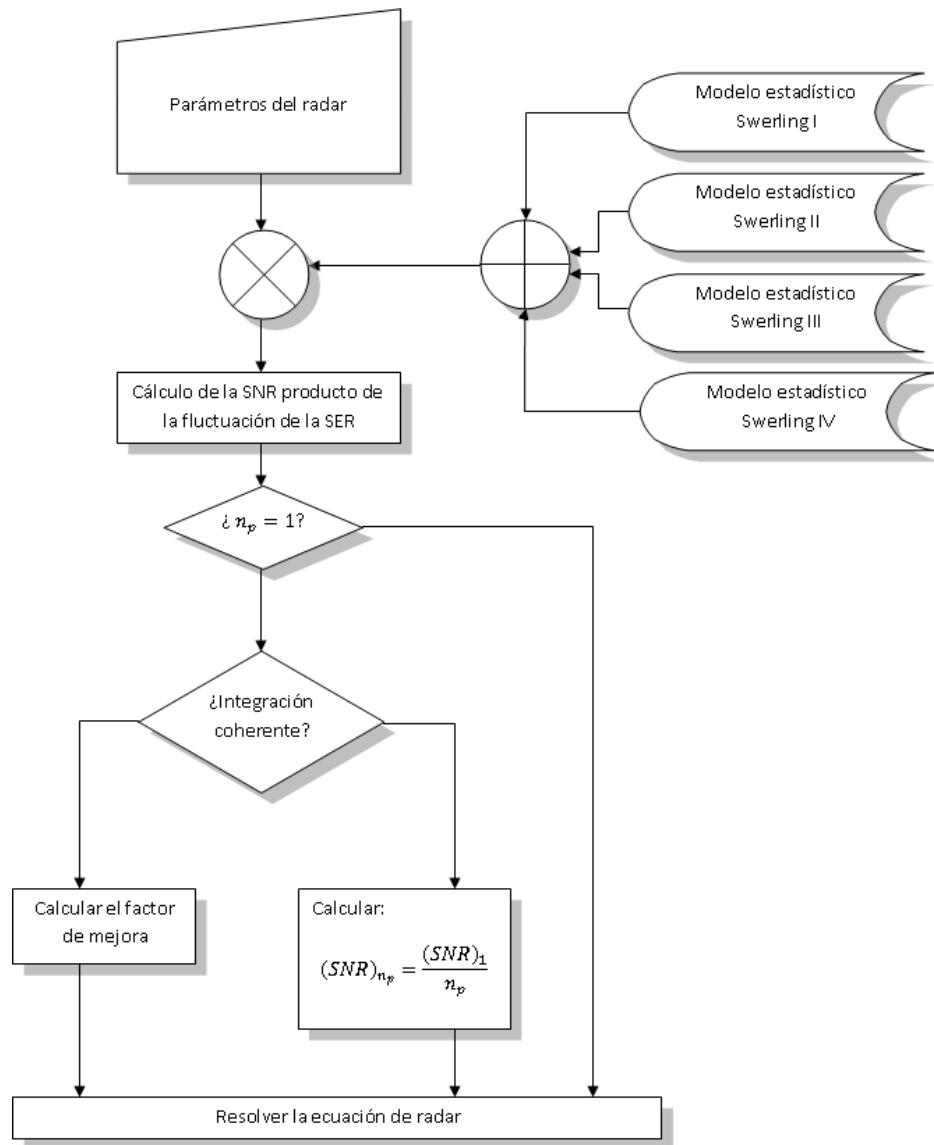 Parámetros del radar
Modelo estadístico
Swerling I
Modelo estadístico
Swerling II
Modelo estadístico
Swerling III
Modelo estadístico
Swerling IV
Cálculo de la SNR producto de
la fluctuación de la SER
¿ n_p = 1?
¿Integración
coherente?
Calcular el factor
de mejora
Calcular:
(SNR)_{n_p} = \frac{(SNR)_1}{n_p}
Resolver la ecuación de radar